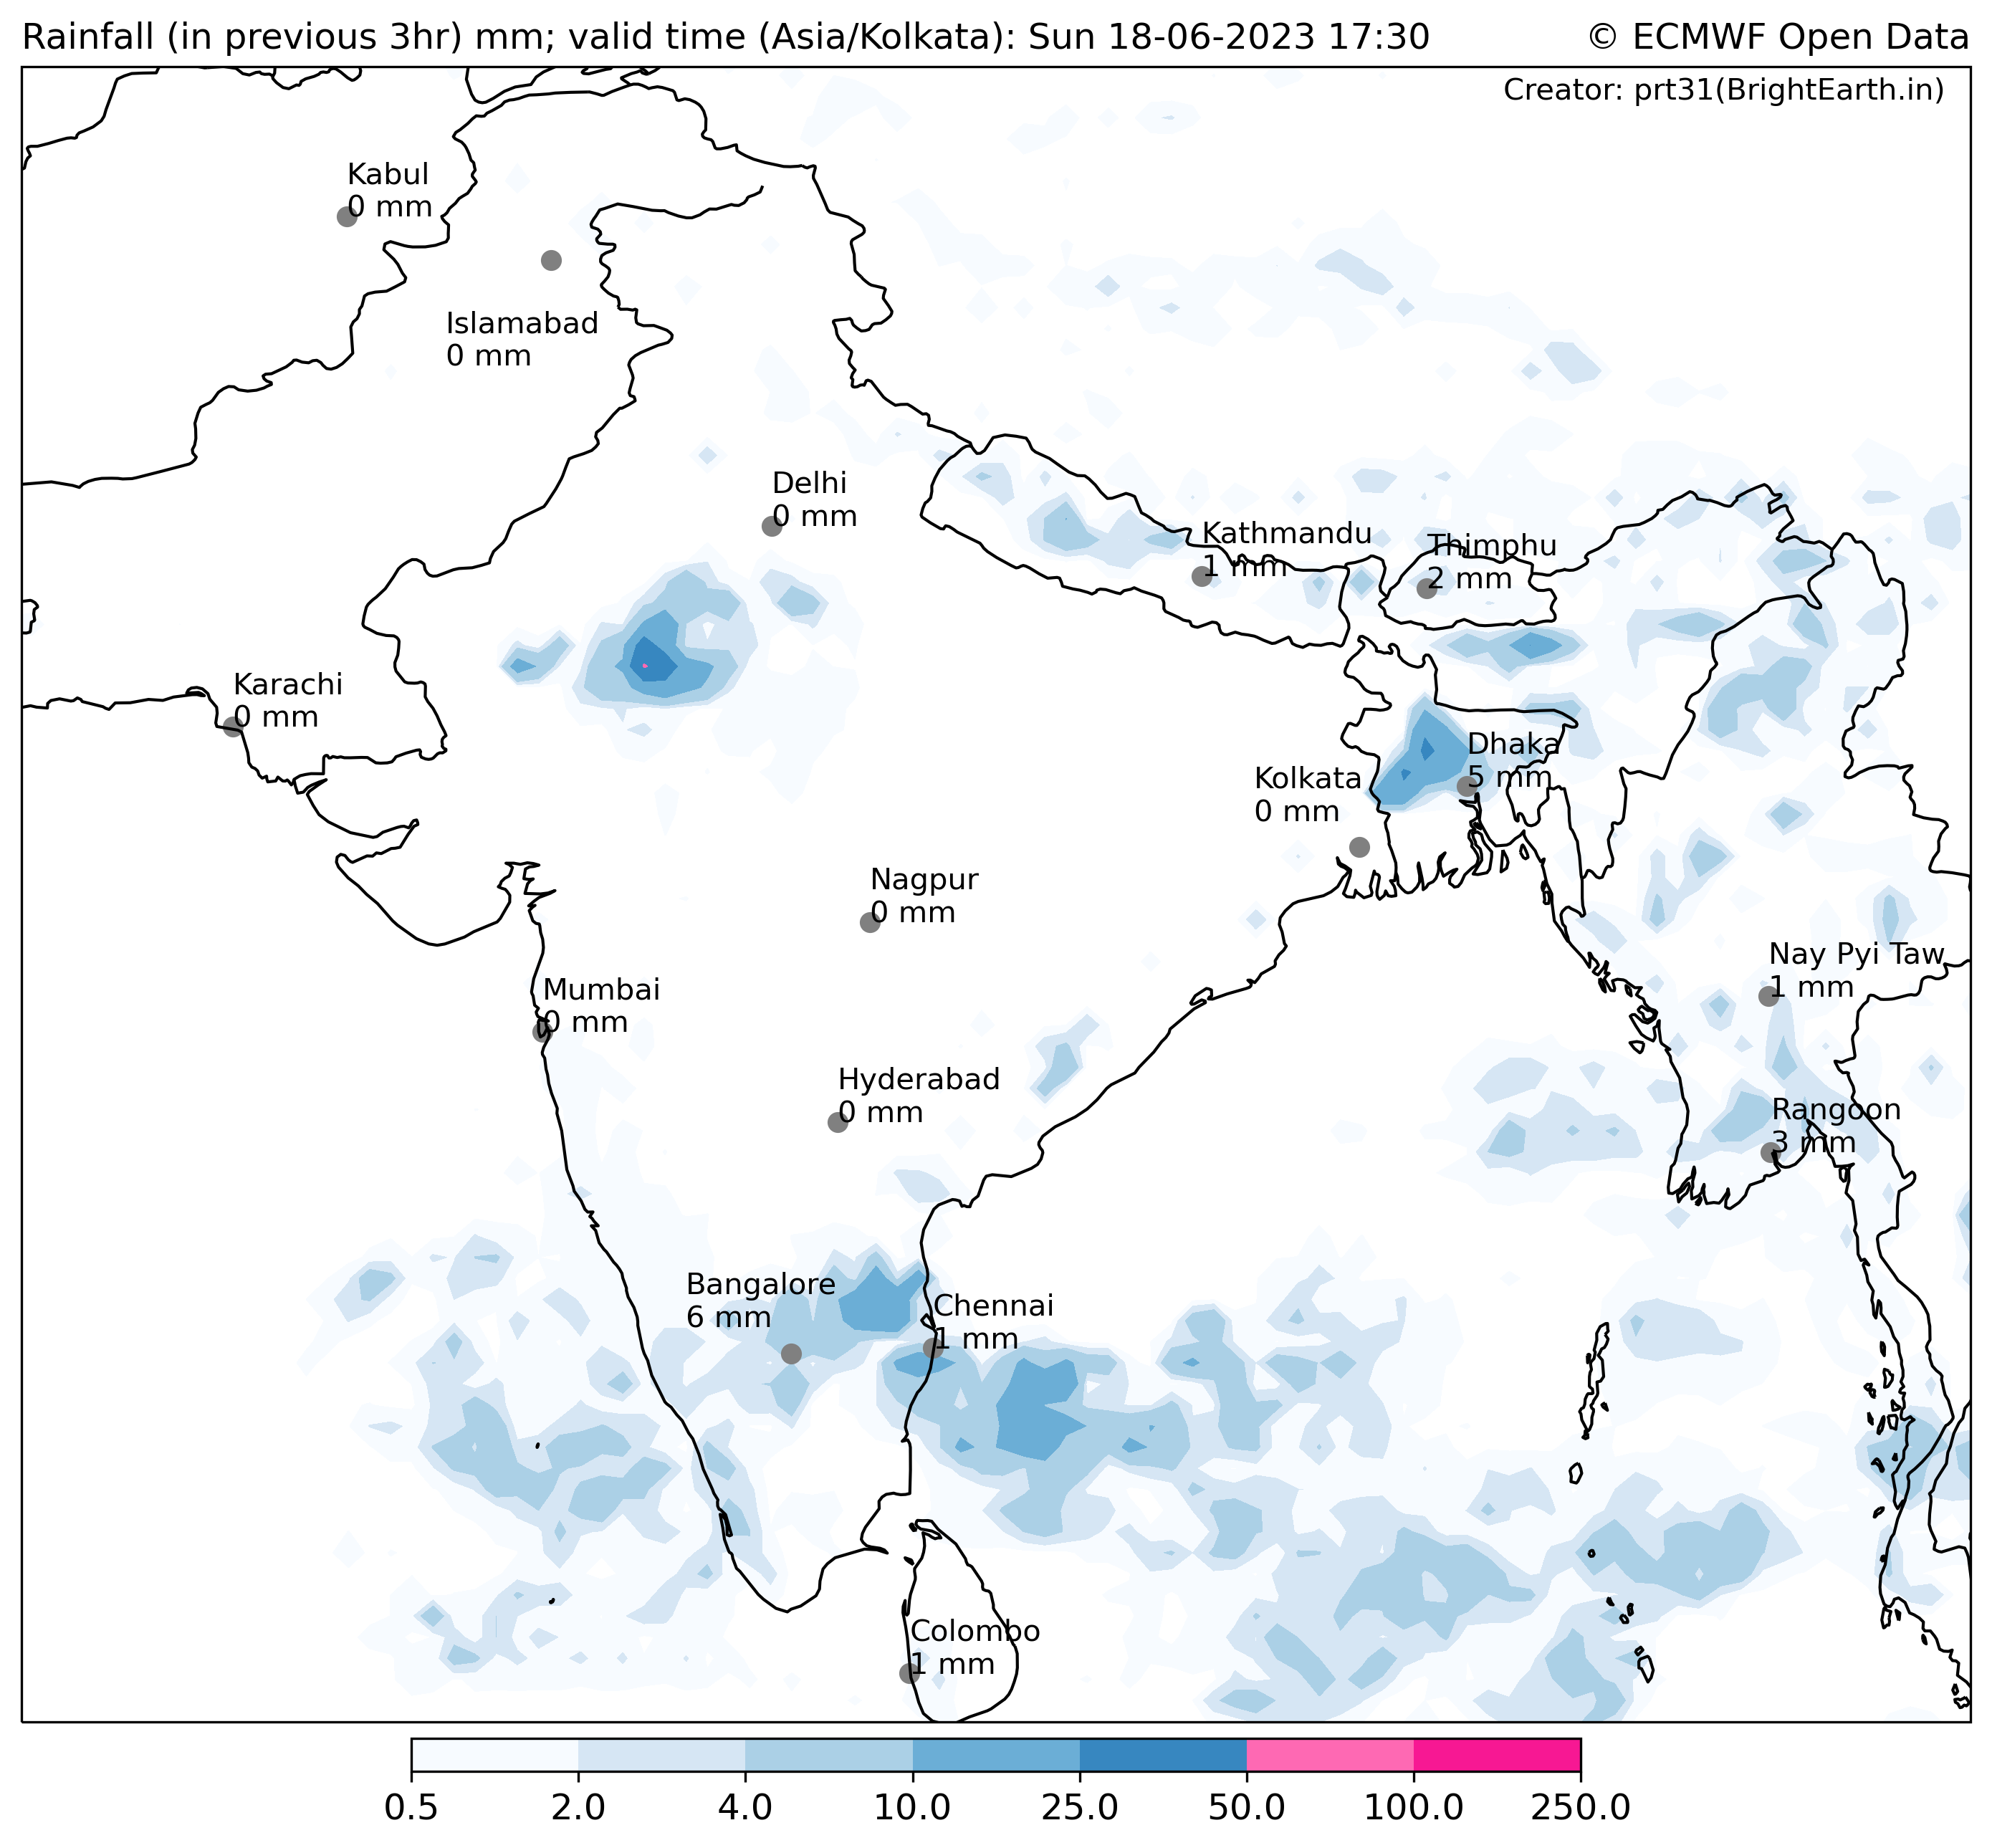 Rainfall (in previous 3hr) mm; valid time (Asia/Kolkata): Sun 18-06-2023 17:30
© ECMWF Open Data
Creator: prt31(BrightEarth.in)
Kabul
0 mm
Islamabad
0 mm
Delhi
0 mm
Kathmandu
1 mm
Thimphu
2 mm
Karachi
0 mm
Dhaka
5 mm
Kolkata
0 mm
Nagpur
0 mm
Nay Pyi Taw
1 mm
Mumbai
0 mm
Hyderabad
0 mm
Rangoon
3 mm
Bangalore
6 mm
Chennai
1 mm
Colombo
1 mm
0.5 2.0 4.0 10.0 25.0 50.0 100.0 250.0